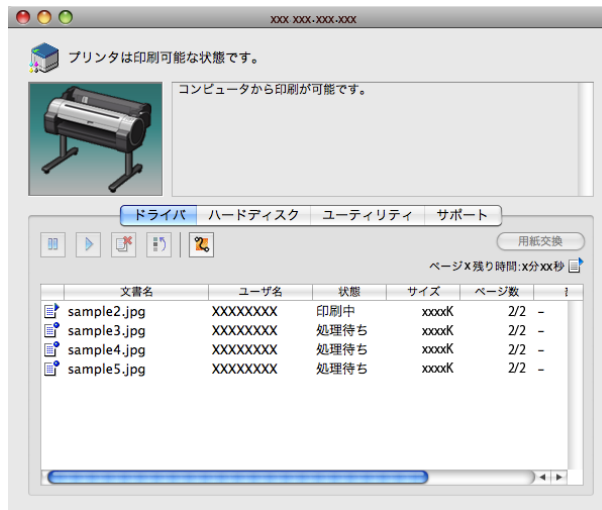 xxx xxx-xxx-xxx
プリンタは印刷可能な状態です。
コンピュータから印刷が可能です。
ドライバ ハードディスク ユーティリティ サポート
用紙交換
ページx残り時間:x分xx秒
文書名 ユーザ名 状態 サイズ ページ数
sample2.jpg XXXXXXXX 印刷中 xxxxK 2/2 –
sample3.jpg XXXXXXXX 処理待ち xxxxK 2/2 –
sample4.jpg XXXXXXXX 処理待ち xxxxK 2/2 –
sample5.jpg XXXXXXXX 処理待ち xxxxK 2/2 –